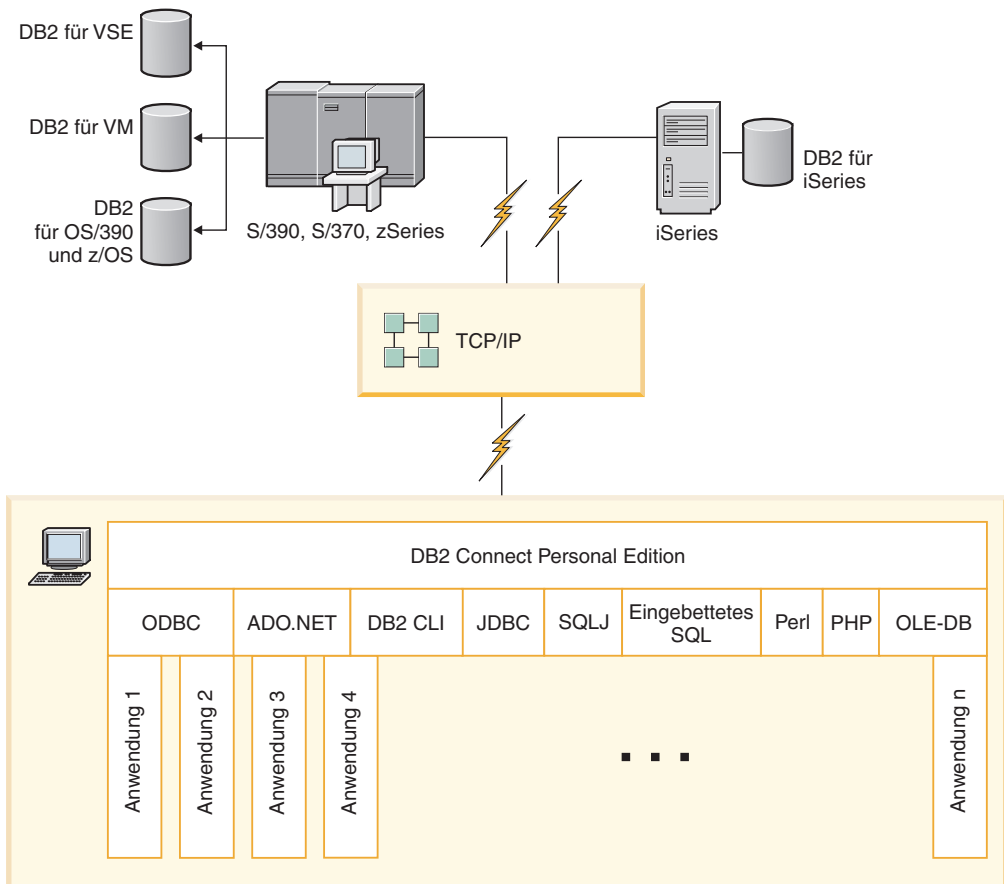 DB2 für VSE
DB2 für VM
DB2
für OS/390
und z/OS
S/390, S/370, zSeries
iSeries
DB2 für
iSeries
TCP/IP
DB2 Connect Personal Edition
ODBC
ADO.NET
DB2 CLI
JDBC
SQLJ
Eingebettetes
SQL
Perl
PHP
OLE-DB
Anwendung 1
Anwendung 2
Anwendung 3
Anwendung 4
Anwendung n